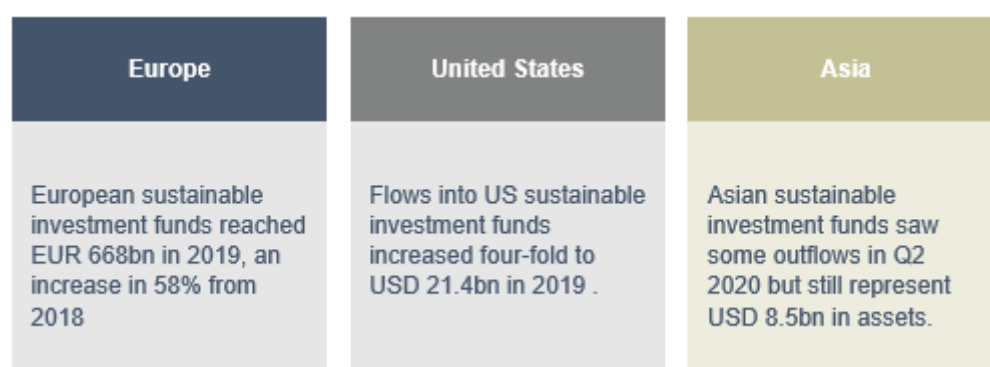 Europe
European sustainable
investment funds reached
EUR 668bn in 2019, an
increase in 58% from
2018
United States
Flows into US sustainable
investment funds
increased four-fold to
USD 21.4bn in 2019 .
Asia
Asian sustainable
investment funds saw
some outflows in Q2
2020 but still represent
USD 8.5bn in assets.